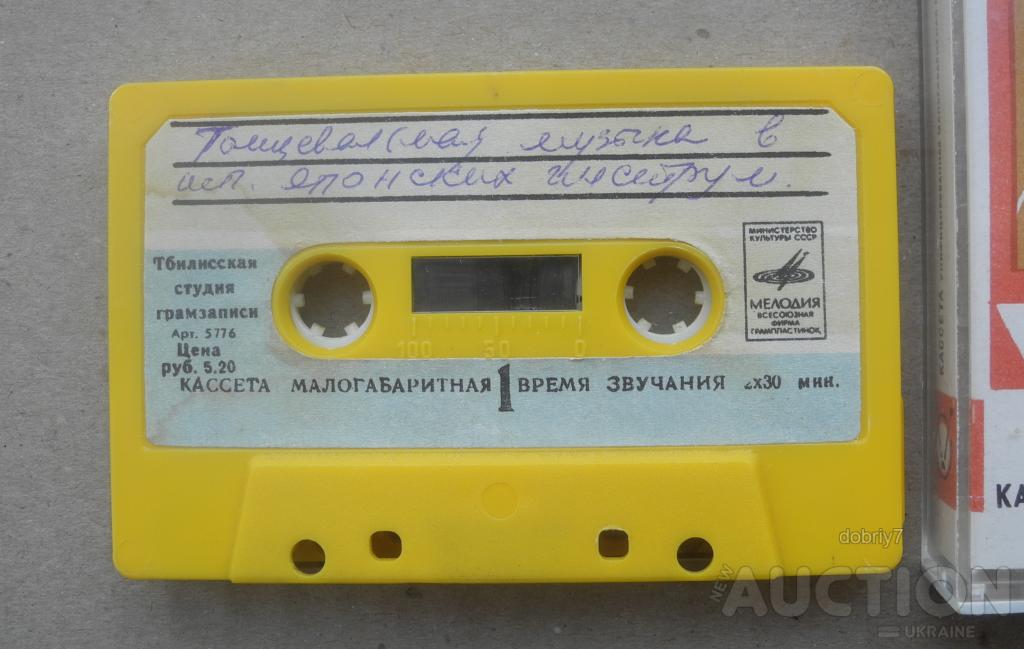 Танцевальная музыка в
исп. японских инструм.
МИНИСТЕРСТВО
КУЛЬТУРЫ СССР
МЕЛОДИЯ
ВСЕСОЮЗНАЯ
ФИРМА
ГРАМПЛАСТИНОК
Тбилисская
студия
грамзаписи
Арт. 5776
Цена
руб. 5.20
100 50 0
КАССЕТА МАЛОГАБАРИТНАЯ 1 ВРЕМЯ ЗВУЧАНИЯ 2х30 мин.
КА
dobriy7
NEW AUCTION
UKRAINE